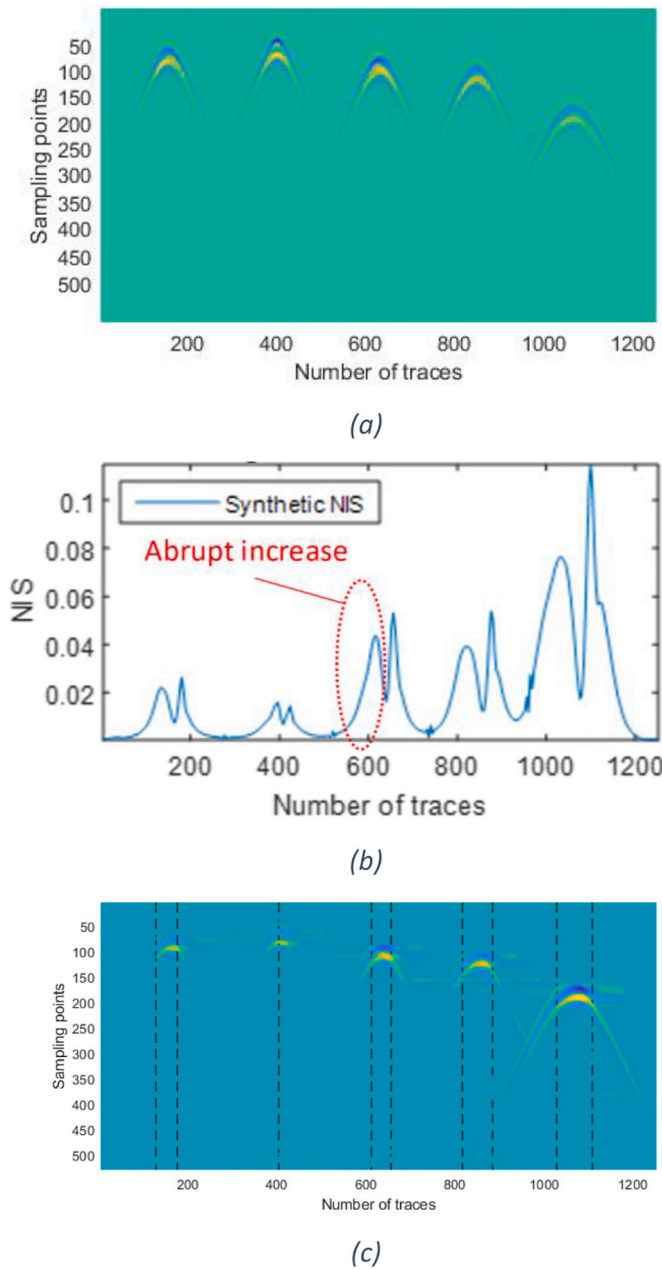 50
100
150
200
250
300
350
400
450
500
Sampling points
200 400 600 800 1000 1200
Number of traces
(a)
0.1
0.08
0.06
0.04
0.02
NIS
Synthetic NIS
Abrupt increase
200 400 600 800 1000 1200
Number of traces
(b)
50
100
150
200
250
300
350
400
450
500
Sampling points
200 400 600 800 1000 1200
Number of traces
(c)